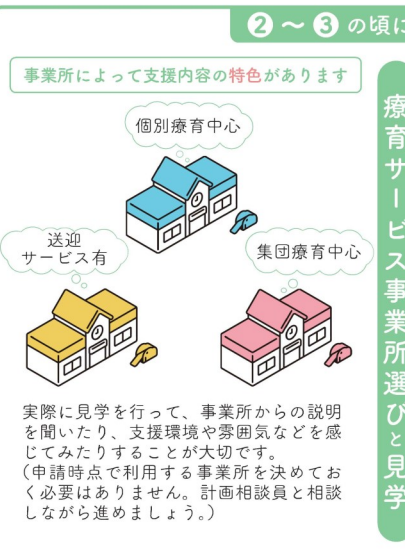 ❷ ～ ❸ の頃に
事業所によって支援内容の特色があります
個別療育中心
送迎
サービス有
集団療育中心
療育サービス事業所選びと見学
実際に見学を行って、事業所からの説明
を聞いたり、支援環境や雰囲気などを感
じてみたりすることが大切です。
(申請時点で利用する事業所を決めてお
く必要はありません。計画相談員と相談
しながら進めましょう。)